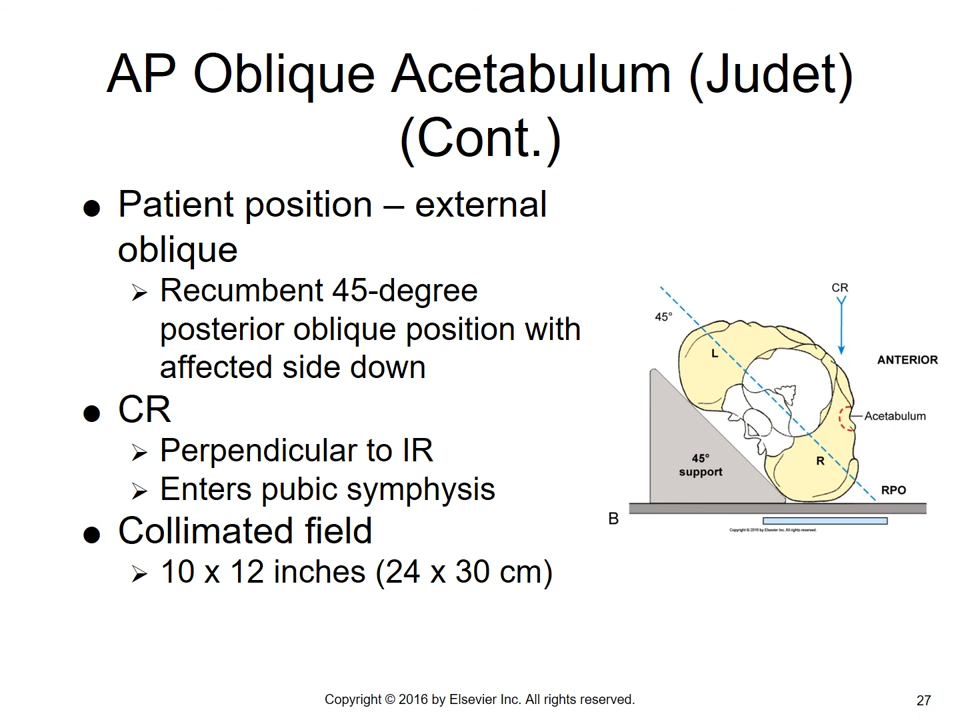 AP Oblique Acetabulum (Judet)
(Cont.)
● Patient position – external
oblique
➢ Recumbent 45-degree
posterior oblique position with
affected side down
● CR
➢ Perpendicular to IR
➢ Enters pubic symphysis
● Collimated field
➢ 10 x 12 inches (24 x 30 cm)
CR
45°
L
ANTERIOR
Acetabulum
45°
support
R
RPO
B
Copyright © 2016 by Elsevier Inc. All rights reserved.
Copyright © 2016 by Elsevier Inc. All rights reserved.
27